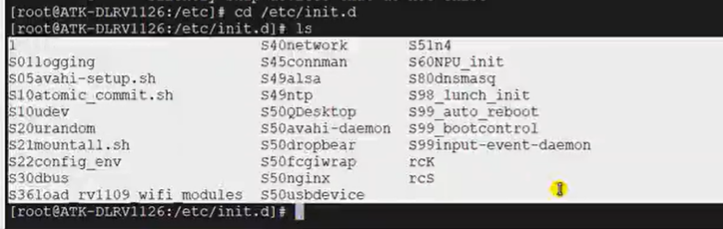 [root@ATK-DLRV1126:/etc]# cd /etc/init.d
[root@ATK-DLRV1126:/etc/init.d]# ls
1 S40network S51n4
S01logging S45connman S60NPU_init
S05avahi-setup.sh S49alsa S80dnsmasq
S10atomic_commit.sh S49ntp S98_lunch_init
S10udev S50QDesktop S99_auto_reboot
S20urandom S50avahi-daemon S99_bootcontrol
S21mountall.sh S50dropbear S99input-event-daemon
S22config_env S50fcgiwrap rcK
S30dbus S50nginx rcS
S36load_rv1109_wifi_modules S50usbdevice
[root@ATK-DLRV1126:/etc/init.d]#